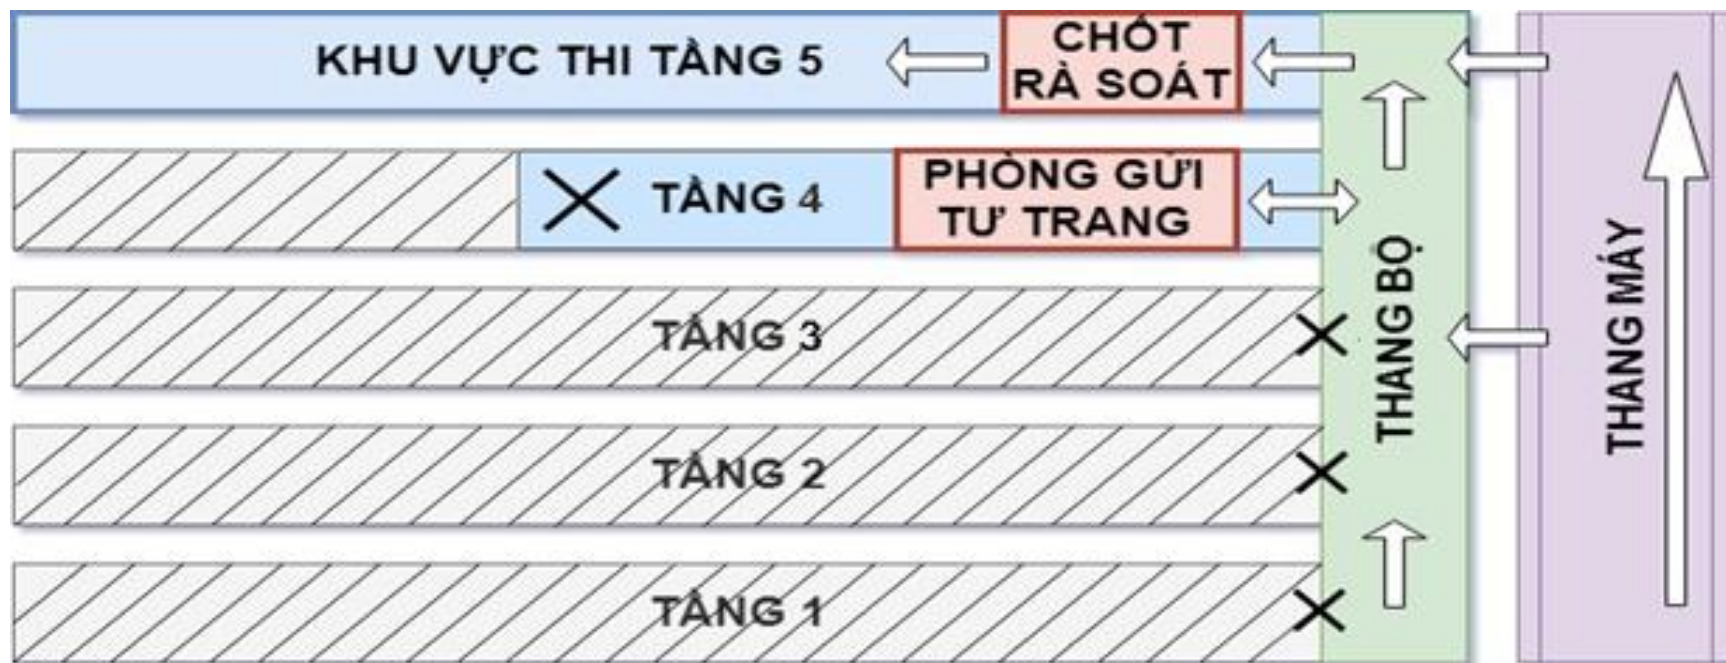 KHU VỰC THI TẦNG 5
CHỐT
RÀ SOÁT
TẦNG 4
PHÒNG GỬI
TƯ TRANG
TẦNG 3
TẦNG 2
TẦNG 1
THANG BỘ
THANG MÁY